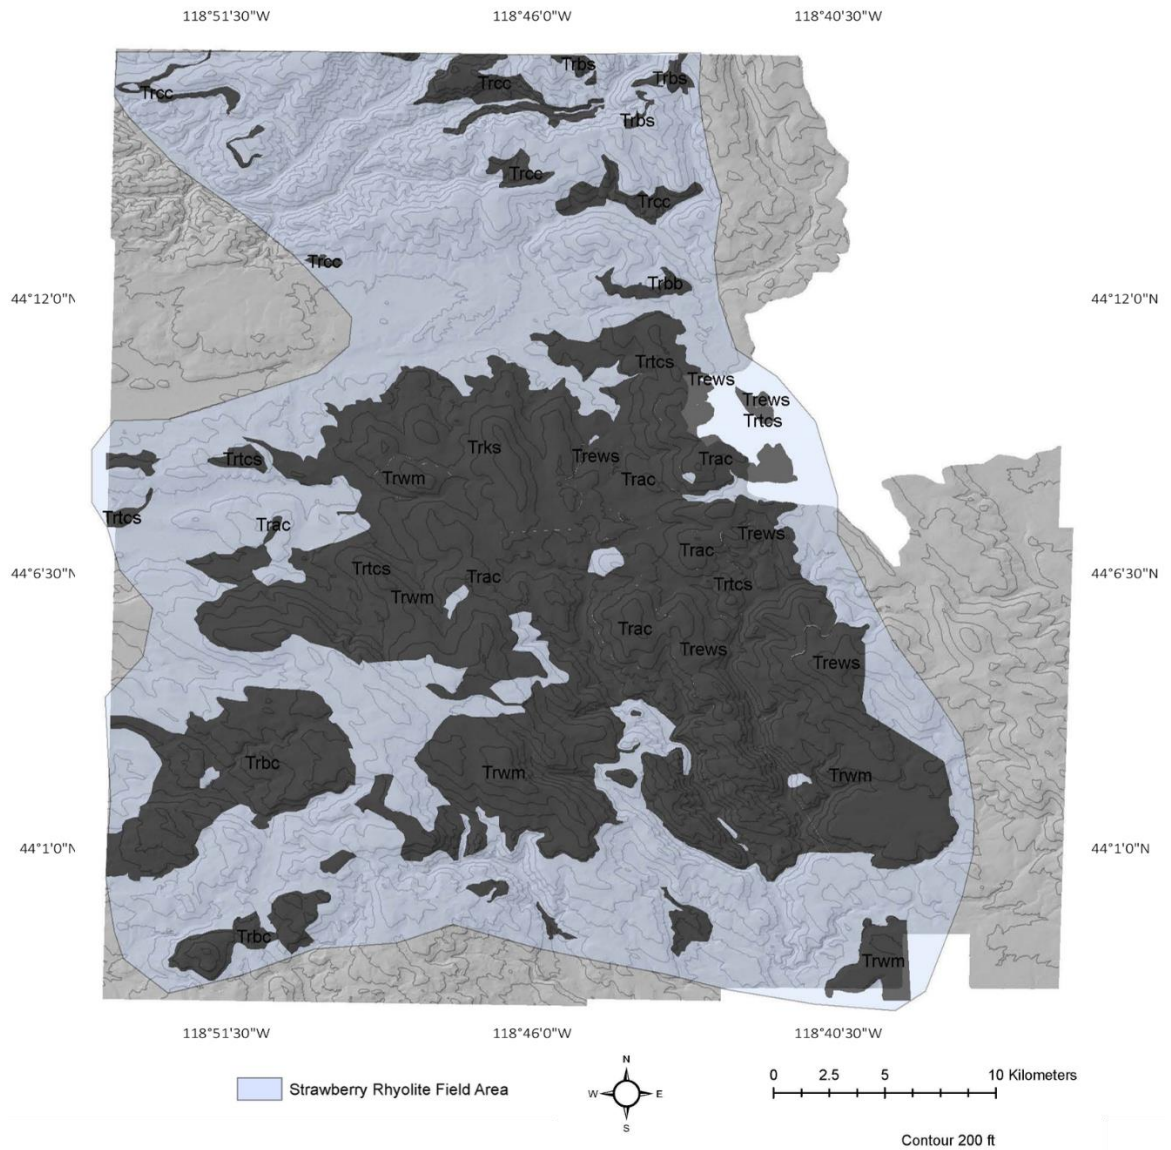 118°51'30"W 118°46'0"W 118°40'30"W
Trbs
Trbs
Trcc
Trcc
Trbs
Trcc
Trcc
Trcc
Trbb
44°12'0"N 44°12'0"N
Trtcs
Trews
Trews
Trtcs
Trks
Trews
Trtcs
Trac
Trwm
Trac
Trtcs
Trac
Trews
Trac
44°6'30"N 44°6'30"N
Trtcs
Trac
Trtcs
Trwm
Trac
Trews
Trews
Trbc
Trwm
Trwm
44°1'0"N 44°1'0"N
Trbc
Trwm
118°51'30"W 118°46'0"W 118°40'30"W
Strawberry Rhyolite Field Area
N
W E
S
0 2.5 5 10 Kilometers
Contour 200 ft